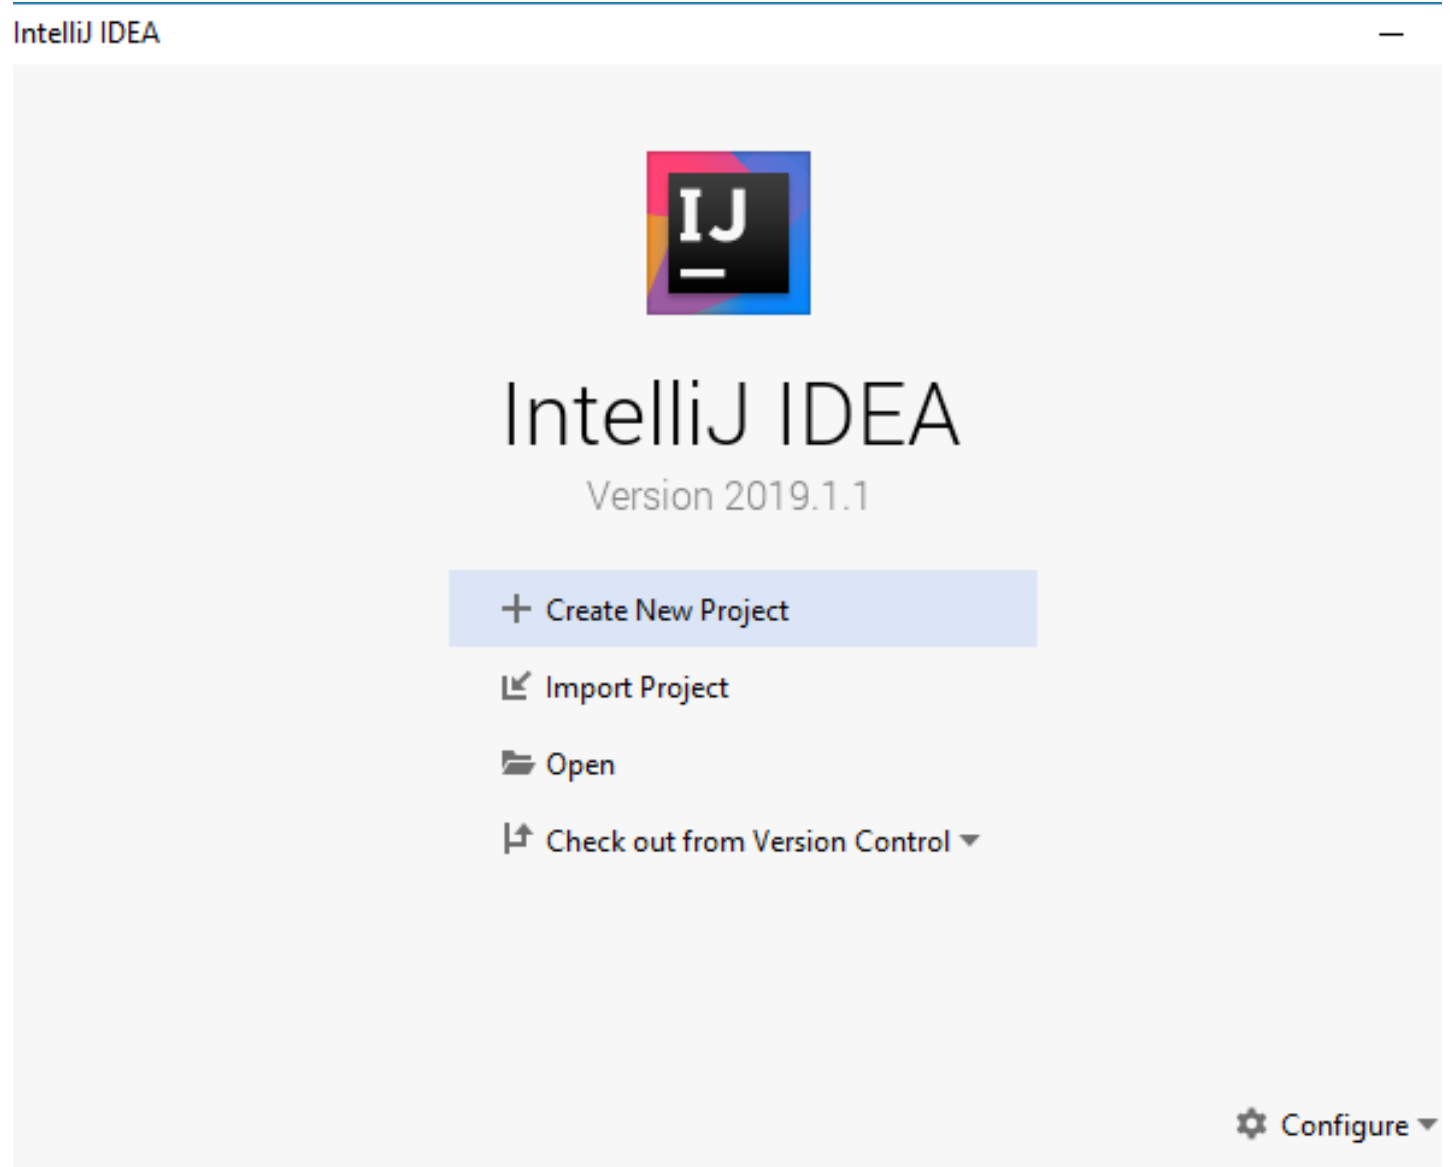 IntelliJ IDEA
IJ
IntelliJ IDEA
Version 2019.1.1
Create New Project
Import Project
Open
Check out from Version Control
Configure